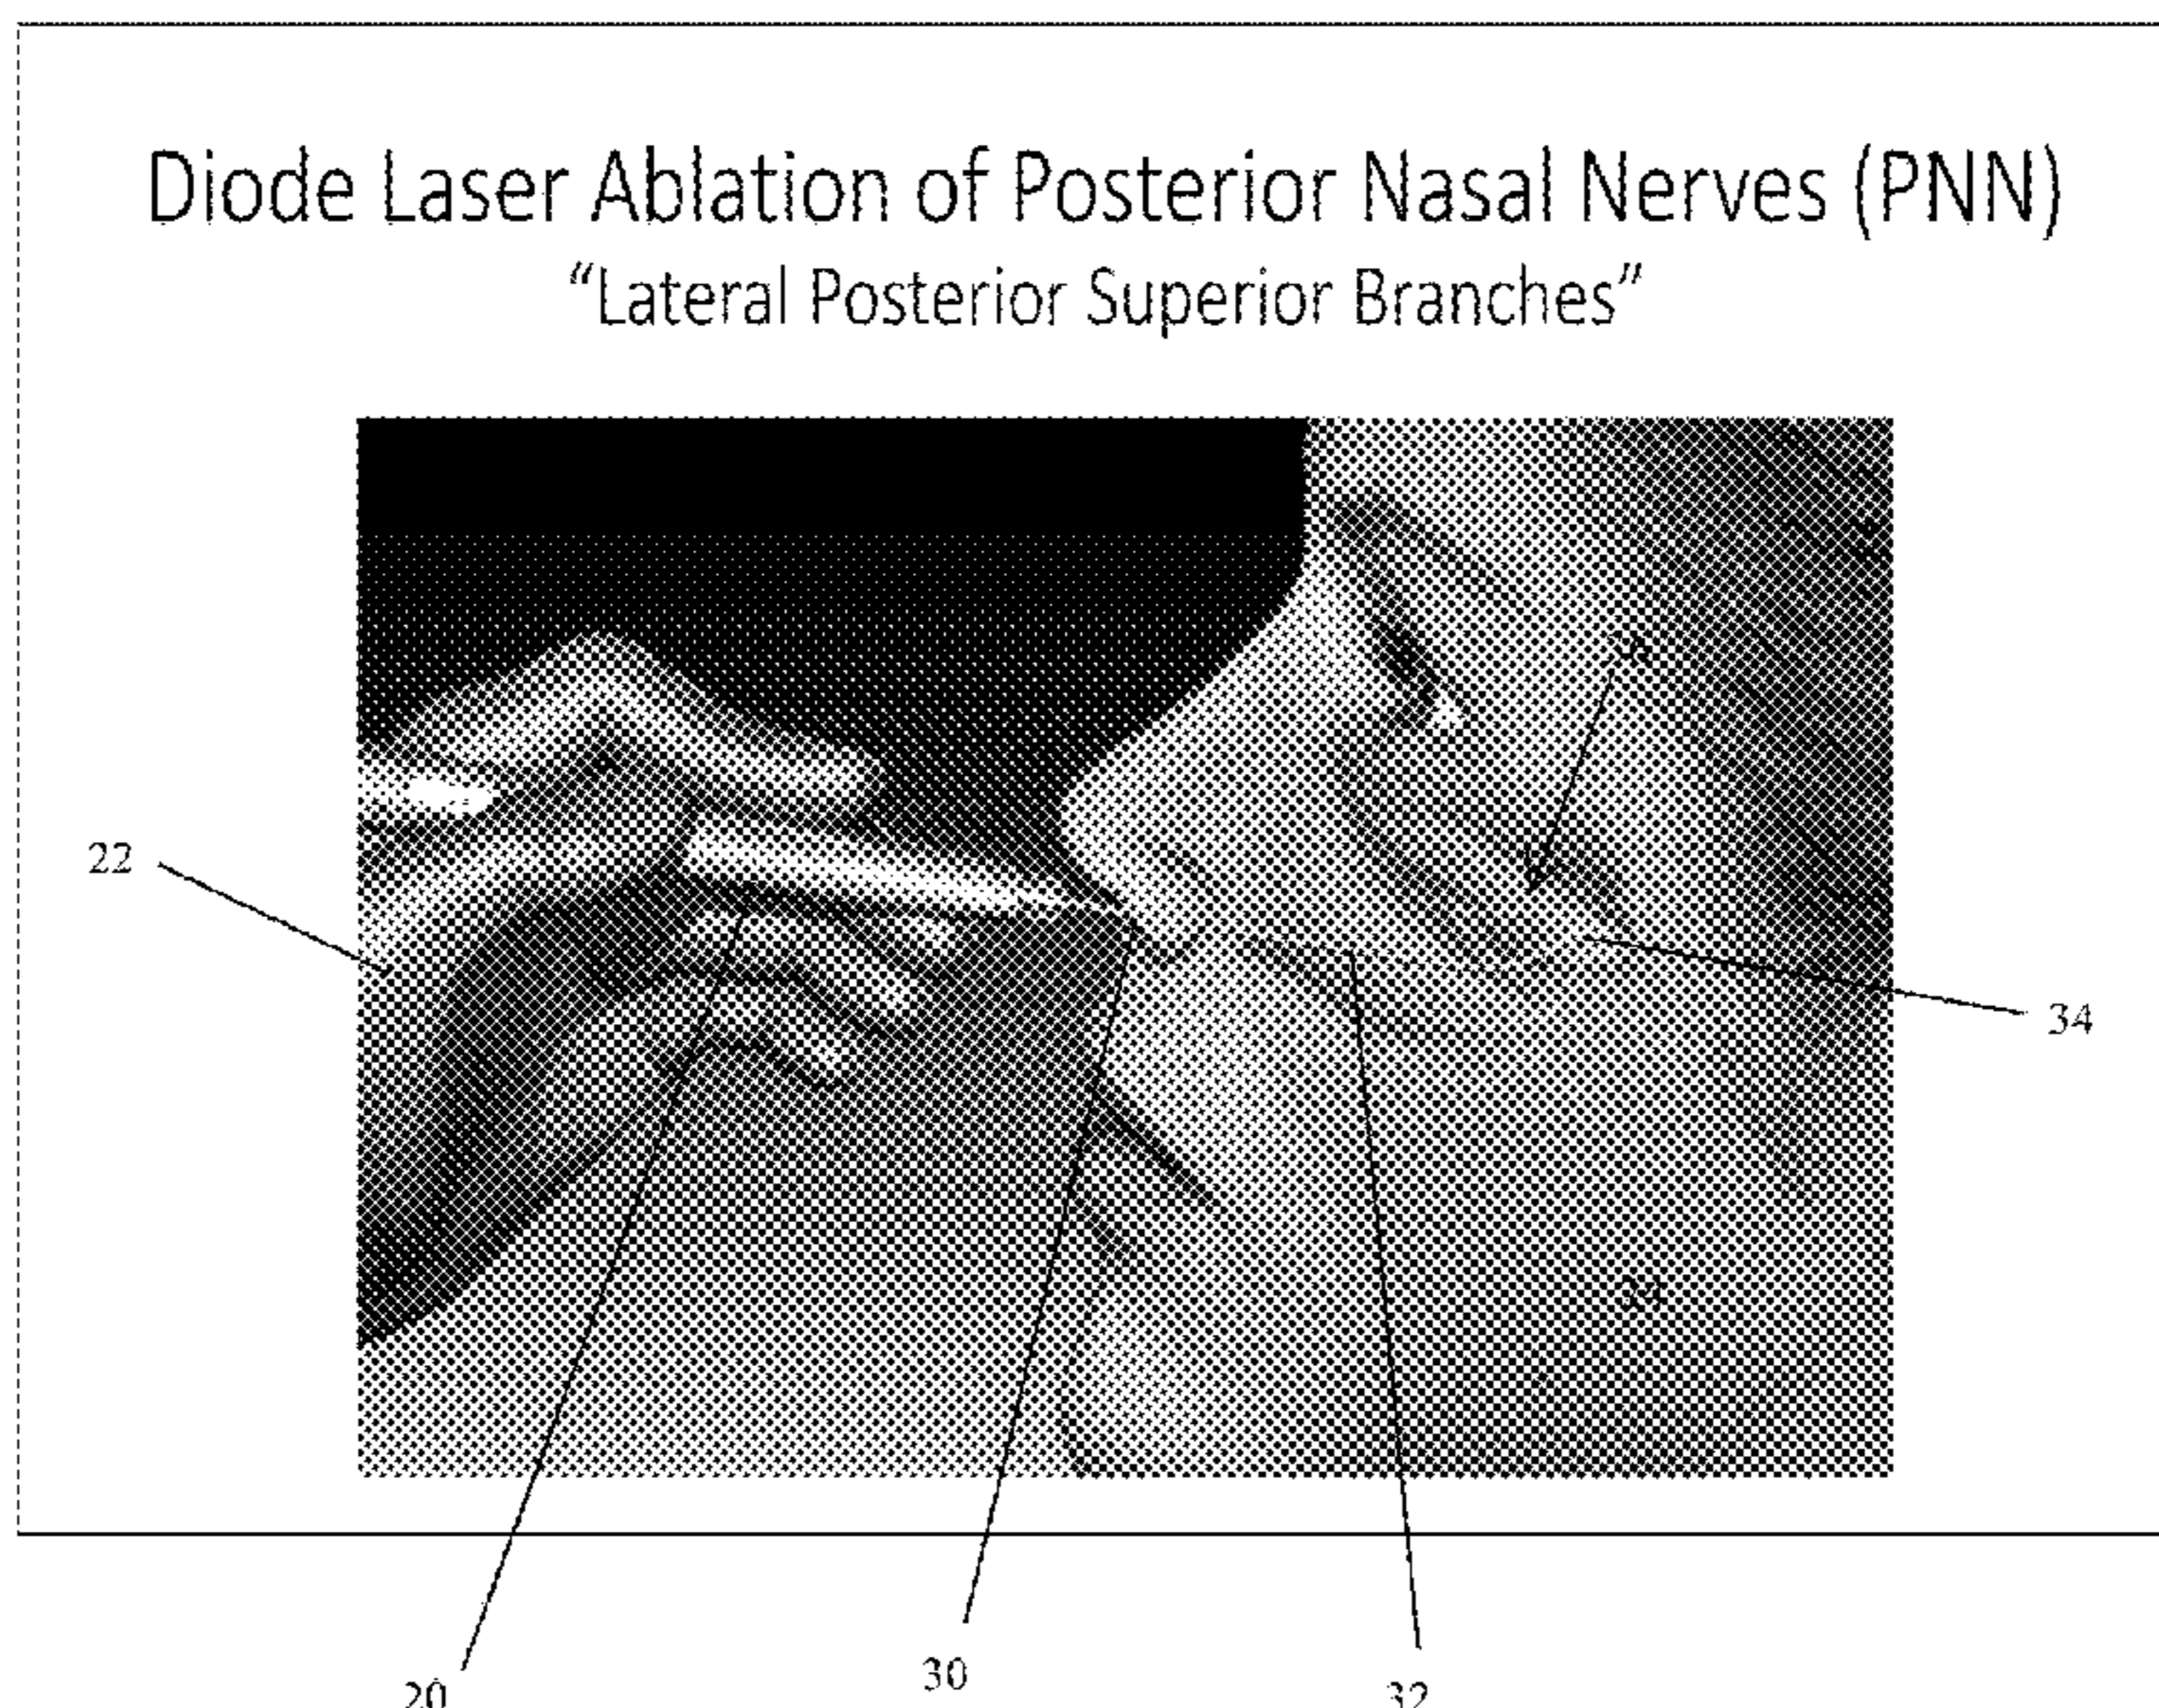 Diode Laser Ablation of Posterior Nasal Nerves (PNN)
“Lateral Posterior Superior Branches”
22
34
20
30
32